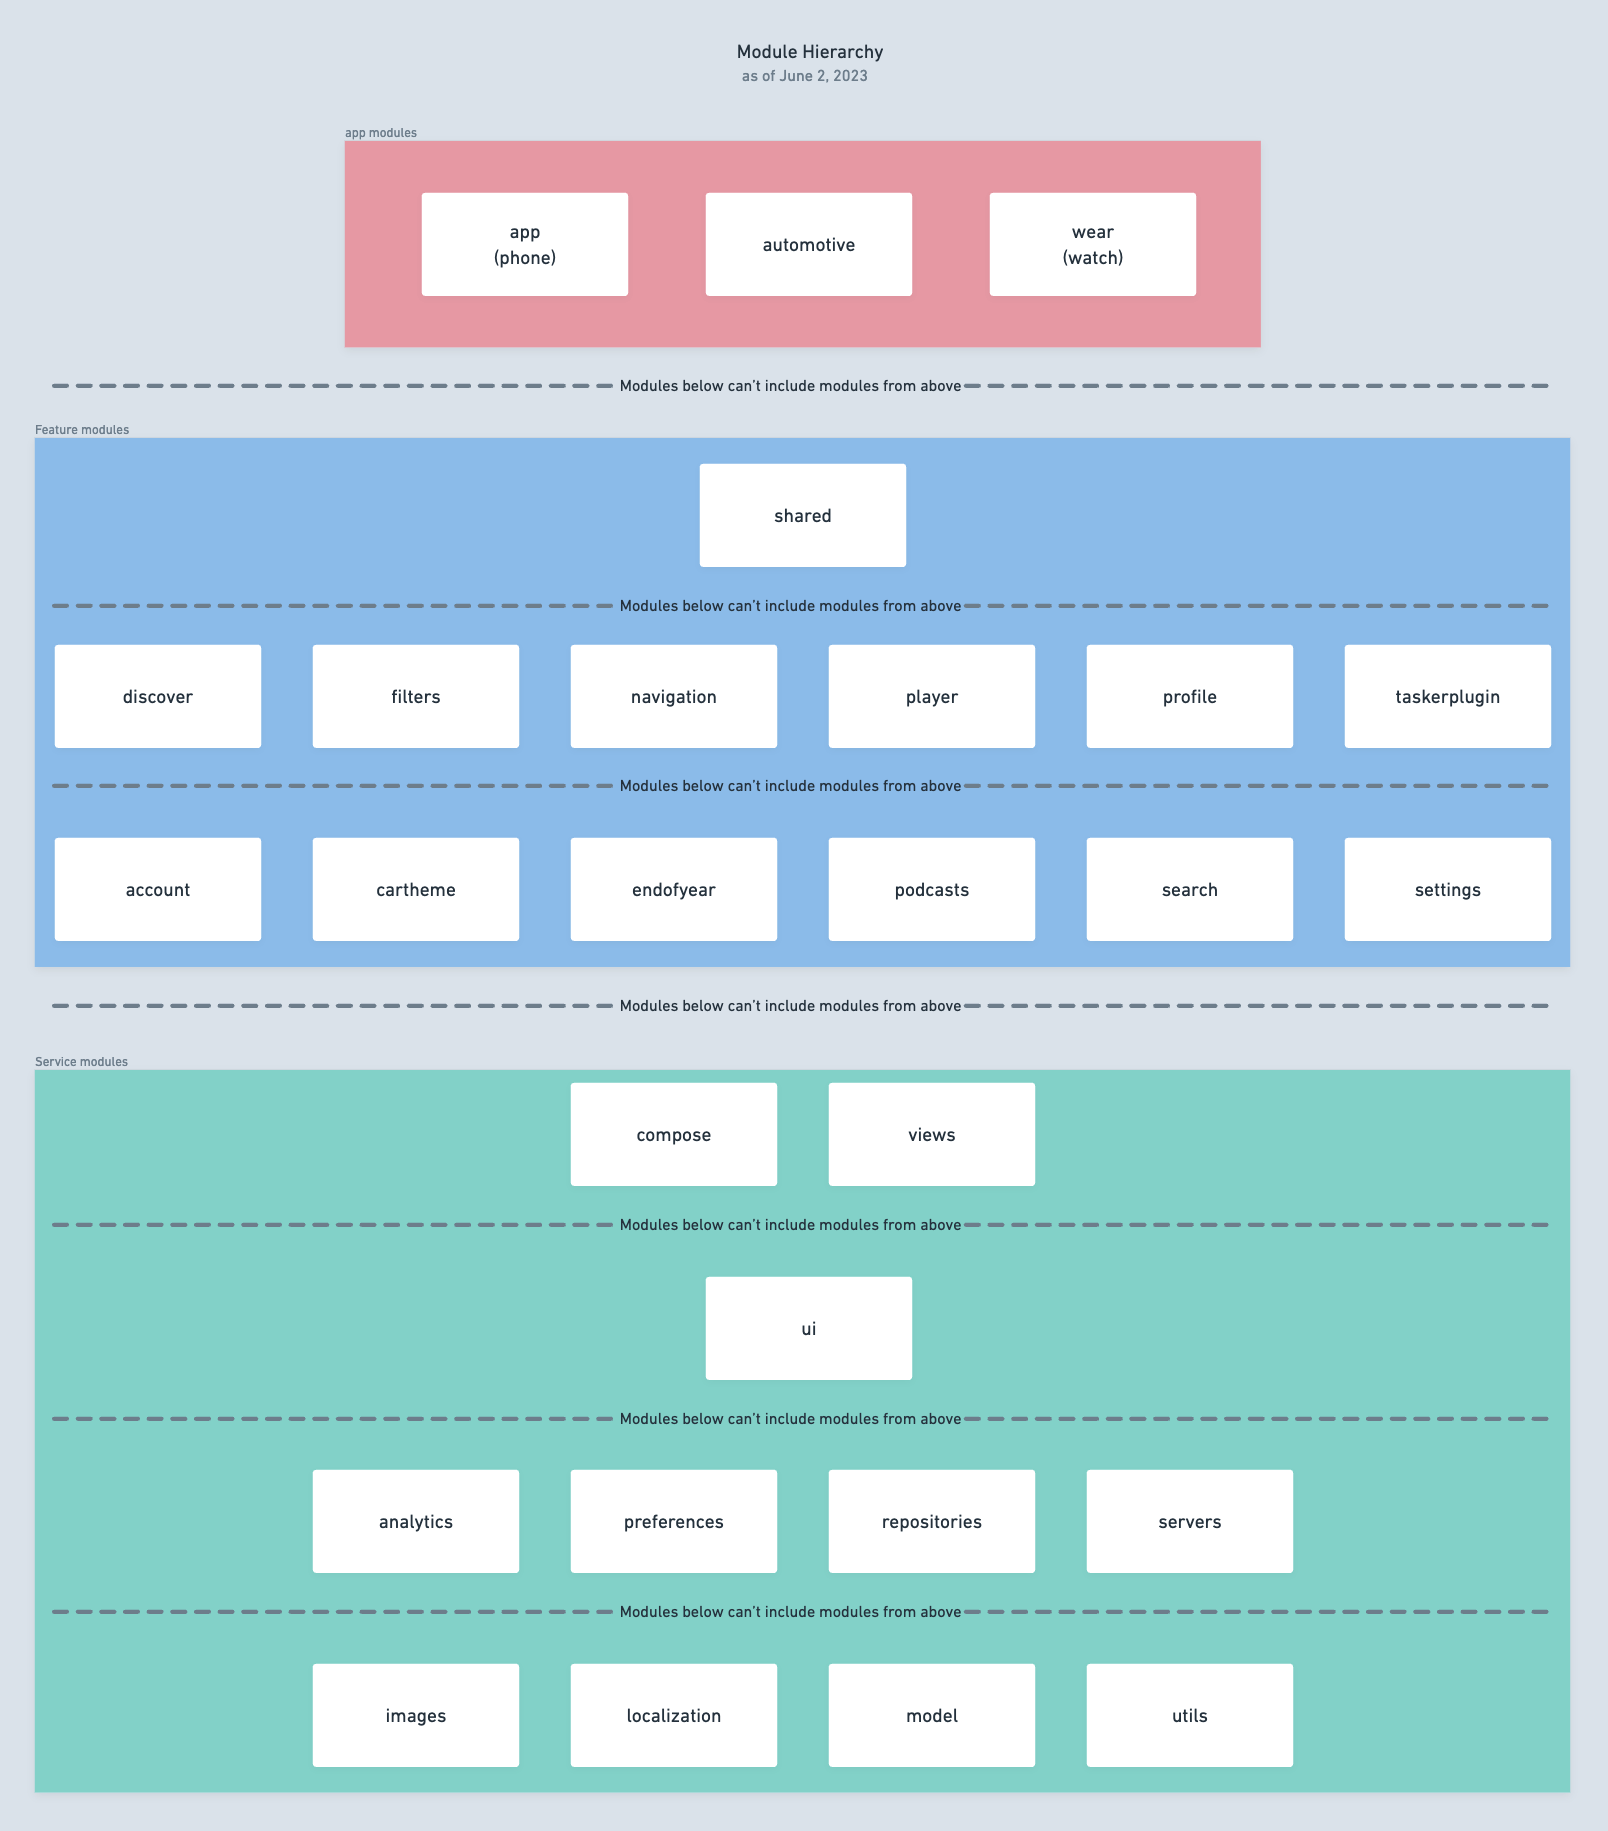 Module Hierarchy
as of June 2, 2023
app modules
app
(phone)
automotive
wear
(watch)
Modules below can't include modules from above
Feature modules
shared
Modules below can't include modules from above
discover
filters
navigation
player
profile
taskerplugin
Modules below can't include modules from above
account
cartheme
endofyear
podcasts
search
settings
Modules below can't include modules from above
Service modules
compose
views
Modules below can't include modules from above
ui
Modules below can't include modules from above
analytics
preferences
repositories
servers
Modules below can't include modules from above
images
localization
model
utils